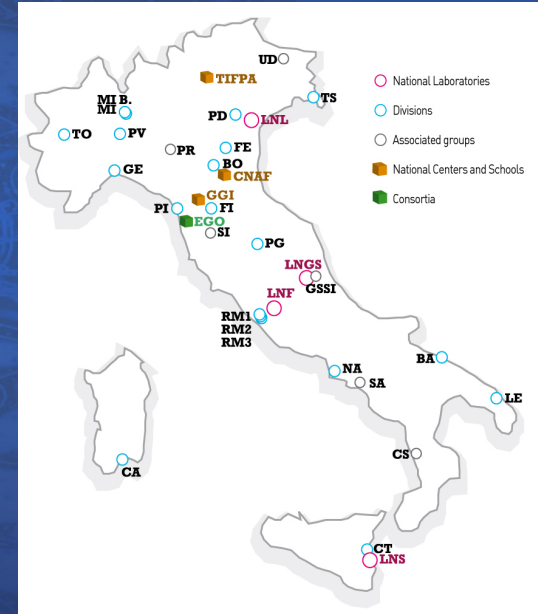 UD
TIFPA
MI B.
MI
TO
PV
PD
LNL
TS
PR
FE
BO
CNAF
GE
GGI
PI
FI
EGO
SI
PG
LNGS
GSSI
LNF
RM1
RM2
RM3
NA
SA
BA
LE
CS
CA
CT
LNS
National Laboratories
Divisions
Associated groups
National Centers and Schools
Consortia